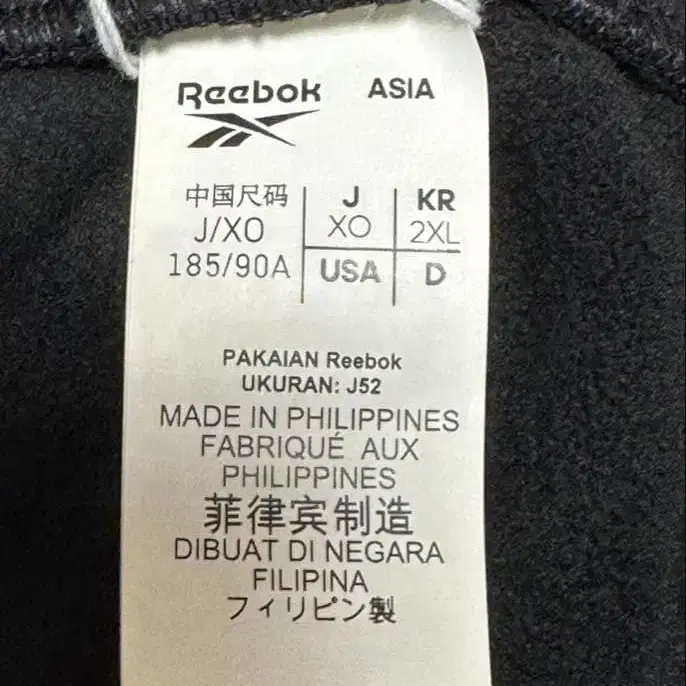 Reebok ASIA
中国尺码 J KR
J/XO XO 2XL
185/90A USA D
PAKAIAN Reebok
UKURAN: J52
MADE IN PHILIPPINES
FABRIQUÉ AUX
PHILIPPINES
菲律宾制造
DIBUAT DI NEGARA
FILIPINA
フィリピン製